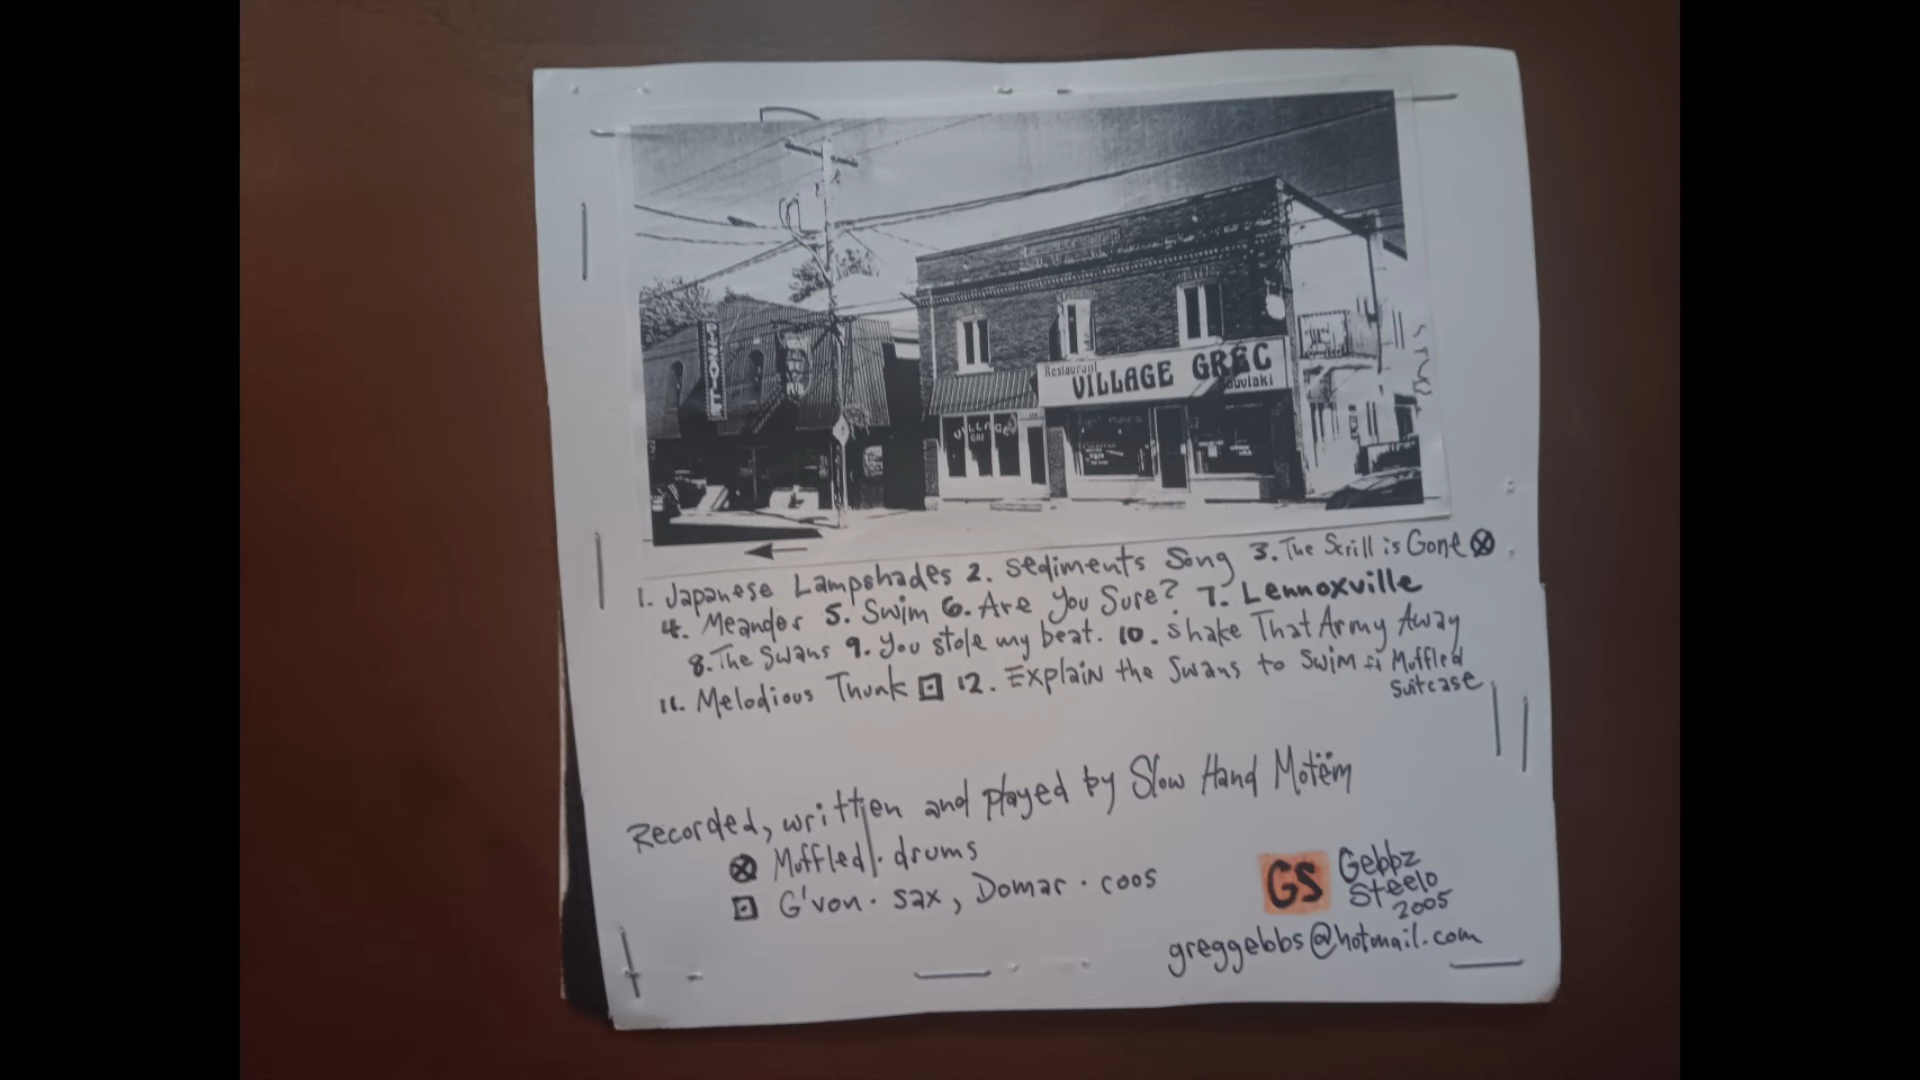 Restaurant
VILLAGE GREC
Souvlaki
VILLAGE
GREC
1. Japanese Lampshades 2. Sediments Song 3. The Scrill is Gone
4. Meander 5. Swim 6. Are You Sure? 7. Lennoxville
8. The Swans 9. You stole my beat. 10. Shake That Army Away
11. Melodious Thunk 12. Explain the Swans to Swim ft Muffled
Suitcase
Recorded, written and played by Slow Hand Motëm
Muffled · drums
G'von · sax, Domar · coos
GS
Gebbz
Steelo
2005
greggebbs@hotmail.com